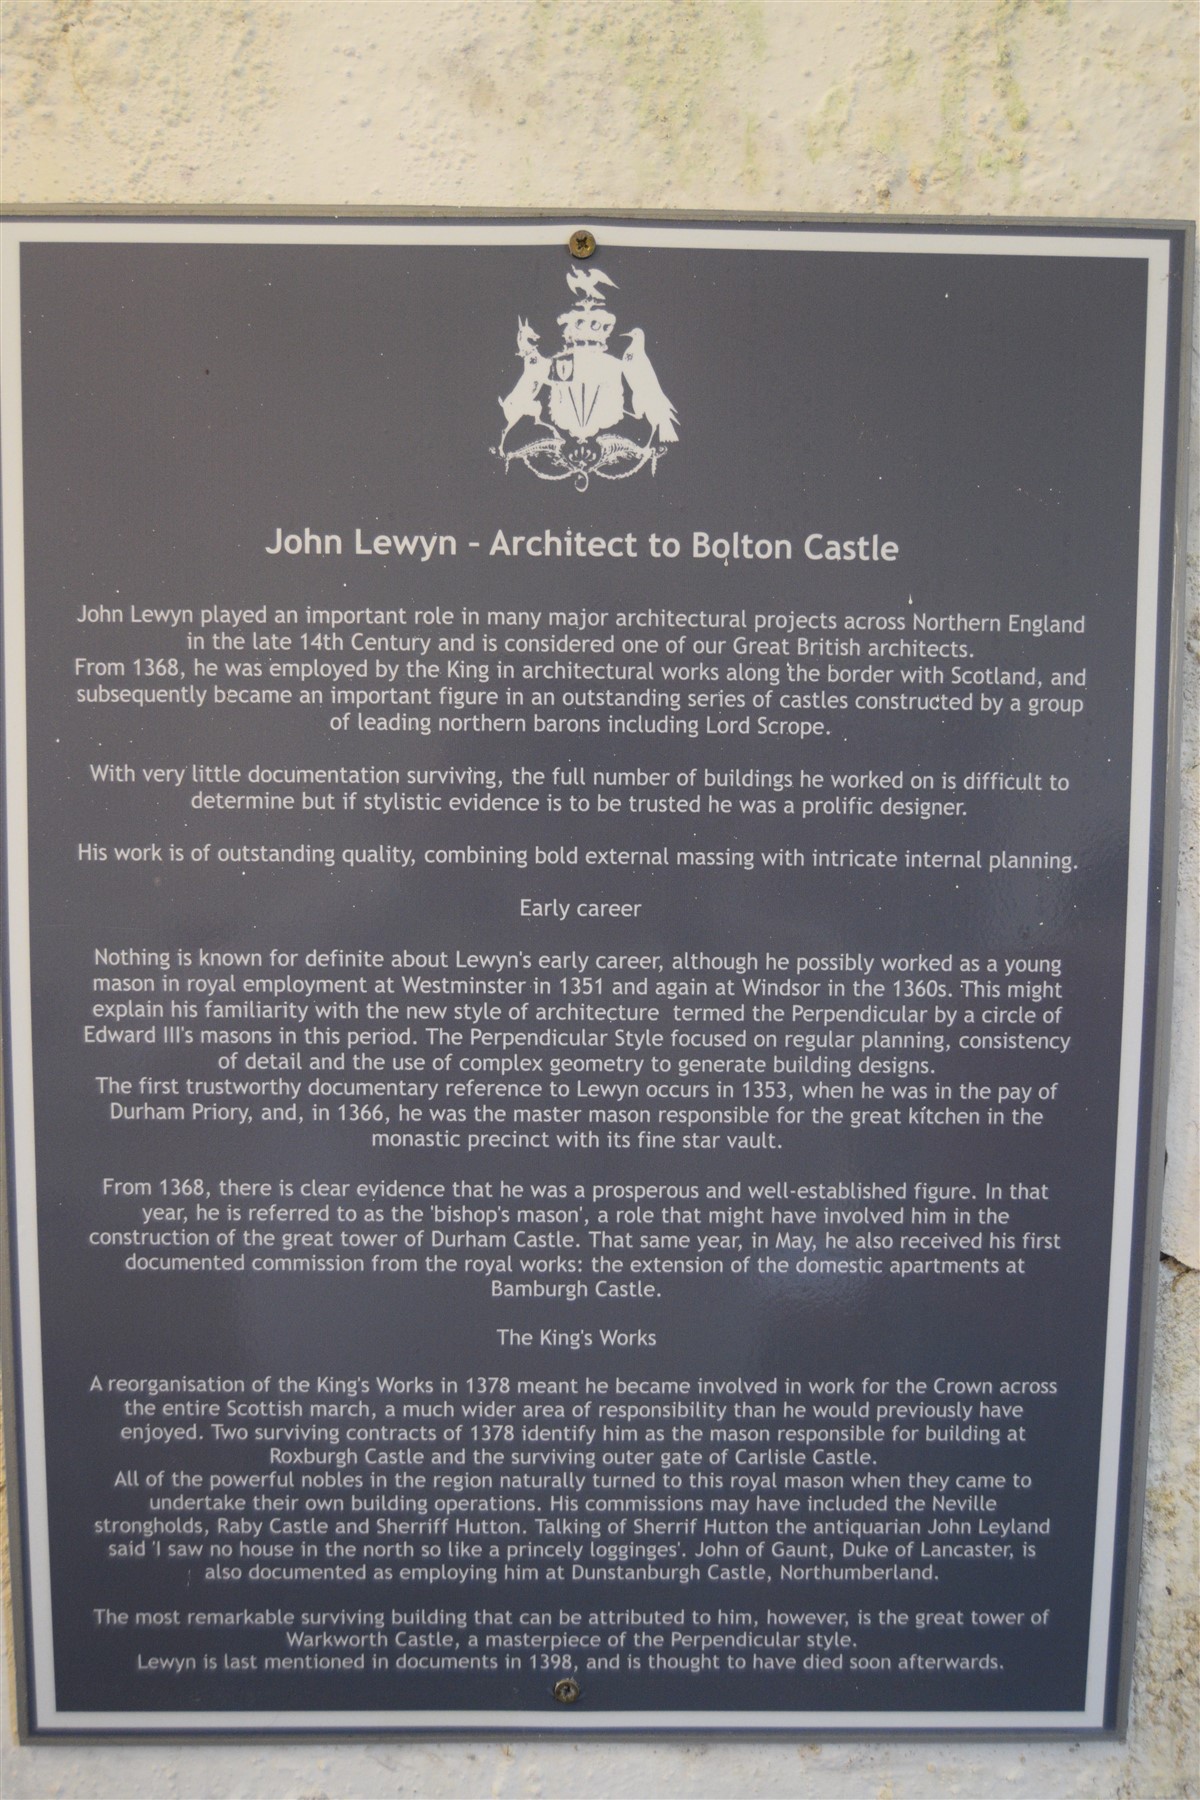 John Lewyn - Architect to Bolton Castle
John Lewyn played an important role in many major architectural projects across Northern England
in the late 14th Century and is considered one of our Great British architects.
From 1368, he was employed by the King in architectural works along the border with Scotland, and
subsequently became an important figure in an outstanding series of castles constructed by a group
of leading northern barons including Lord Scrope.
With very little documentation surviving, the full number of buildings he worked on is difficult to
determine but if stylistic evidence is to be trusted he was a prolific designer.
His work is of outstanding quality, combining bold external massing with intricate internal planning.
Early career
Nothing is known for definite about Lewyn's early career, although he possibly worked as a young
mason in royal employment at Westminster in 1351 and again at Windsor in the 1360s. This might
explain his familiarity with the new style of architecture termed the Perpendicular by a circle of
Edward III's masons in this period. The Perpendicular Style focused on regular planning, consistency
of detail and the use of complex geometry to generate building designs.
The first trustworthy documentary reference to Lewyn occurs in 1353, when he was in the pay of
Durham Priory, and, in 1366, he was the master mason responsible for the great kitchen in the
monastic precinct with its fine star vault.
From 1368, there is clear evidence that he was a prosperous and well-established figure. In that
year, he is referred to as the 'bishop's mason', a role that might have involved him in the
construction of the great tower of Durham Castle. That same year, in May, he also received his first
documented commission from the royal works: the extension of the domestic apartments at
Bamburgh Castle.
The King's Works
A reorganisation of the King's Works in 1378 meant he became involved in work for the Crown across
the entire Scottish march, a much wider area of responsibility than he would previously have
enjoyed. Two surviving contracts of 1378 identify him as the mason responsible for building at
Roxburgh Castle and the surviving outer gate of Carlisle Castle.
All of the powerful nobles in the region naturally turned to this royal mason when they came to
undertake their own building operations. His commissions may have included the Neville
strongholds, Raby Castle and Sherriff Hutton. Talking of Sherrif Hutton the antiquarian John Leyland
said 'I saw no house in the north so like a princely logginges'. John of Gaunt, Duke of Lancaster, is
also documented as employing him at Dunstanburgh Castle, Northumberland.
The most remarkable surviving building that can be attributed to him, however, is the great tower of
Warkworth Castle, a masterpiece of the Perpendicular style.
Lewyn is last mentioned in documents in 1398, and is thought to have died soon afterwards.